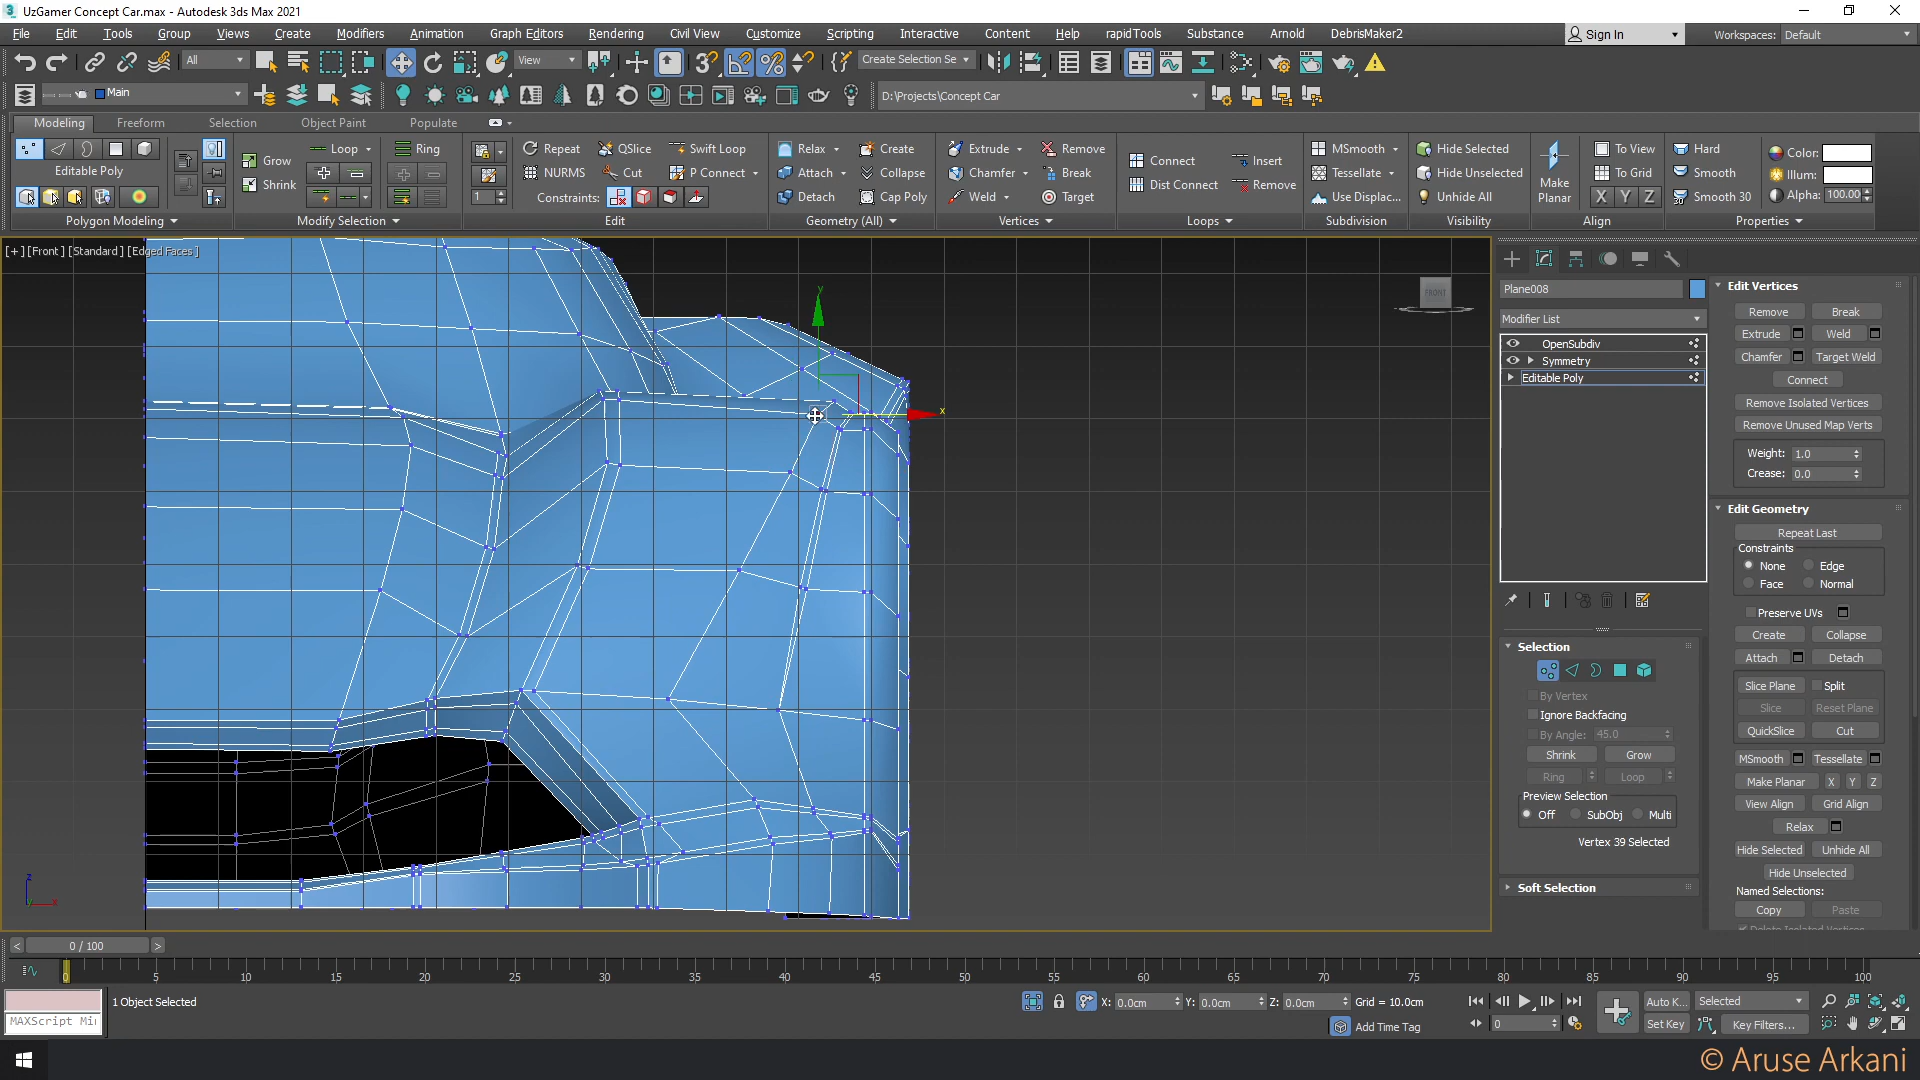 UzGamer Concept Car.max - Autodesk 3ds Max 2021
File Edit Tools Group Views Create Modifiers Animation Graph Editors Rendering Civil View Customize Scripting Interactive Content Help rapidTools Substance Arnold DebrisMaker2 Sign In Workspaces: Default
All View Create Selection Se
Main D:\Projects\Concept Car
Modeling Freeform Selection Object Paint Populate
Loop Ring Repeat QSlice Swift Loop Relax Create Extrude Remove MSmooth Hide Selected To View Hard Color:
Grow Connect Insert
Editable Poly NURMS Cut P Connect Attach Collapse Chamfer Break Tessellate Hide Unselected To Grid Smooth Illum:
Shrink Dist Connect Remove Make Planar
1 Constraints: Detach Cap Poly Weld Target Use Displac... Unhide All X Y Z Smooth 30 Alpha: 100.00
Polygon Modeling Modify Selection Edit Geometry (All) Vertices Loops Subdivision Visibility Align Properties
[+] [Front] [Standard] [Edged Faces]
FRONT
y
x
z
x
Plane008
Modifier List
OpenSubdiv
Symmetry
Editable Poly
Selection
By Vertex
Ignore Backfacing
By Angle: 45.0
Shrink Grow
Ring Loop
Preview Selection
Off SubObj Multi
Vertex 39 Selected
Soft Selection
Edit Vertices
Remove Break
Extrude Weld
Chamfer Target Weld
Connect
Remove Isolated Vertices
Remove Unused Map Verts
Weight: 1.0
Crease: 0.0
Edit Geometry
Repeat Last
Constraints
None Edge
Face Normal
Preserve UVs
Create Collapse
Attach Detach
Slice Plane Split
Slice Reset Plane
QuickSlice Cut
MSmooth Tessellate
Make Planar X Y Z
View Align Grid Align
Relax
Hide Selected Unhide All
Hide Unselected
Named Selections:
Copy Paste
Delete Isolated Vertices
< 0 / 100 >
0 5 10 15 20 25 30 35 40 45 50 55 60 65 70 75 80 85 90 95 100
1 Object Selected X: 0.0cm Y: 0.0cm Z: 0.0cm Grid = 10.0cm Auto K... Selected
MAXScript Mi Add Time Tag 0 Set Key Key Filters...
© Aruse Arkani